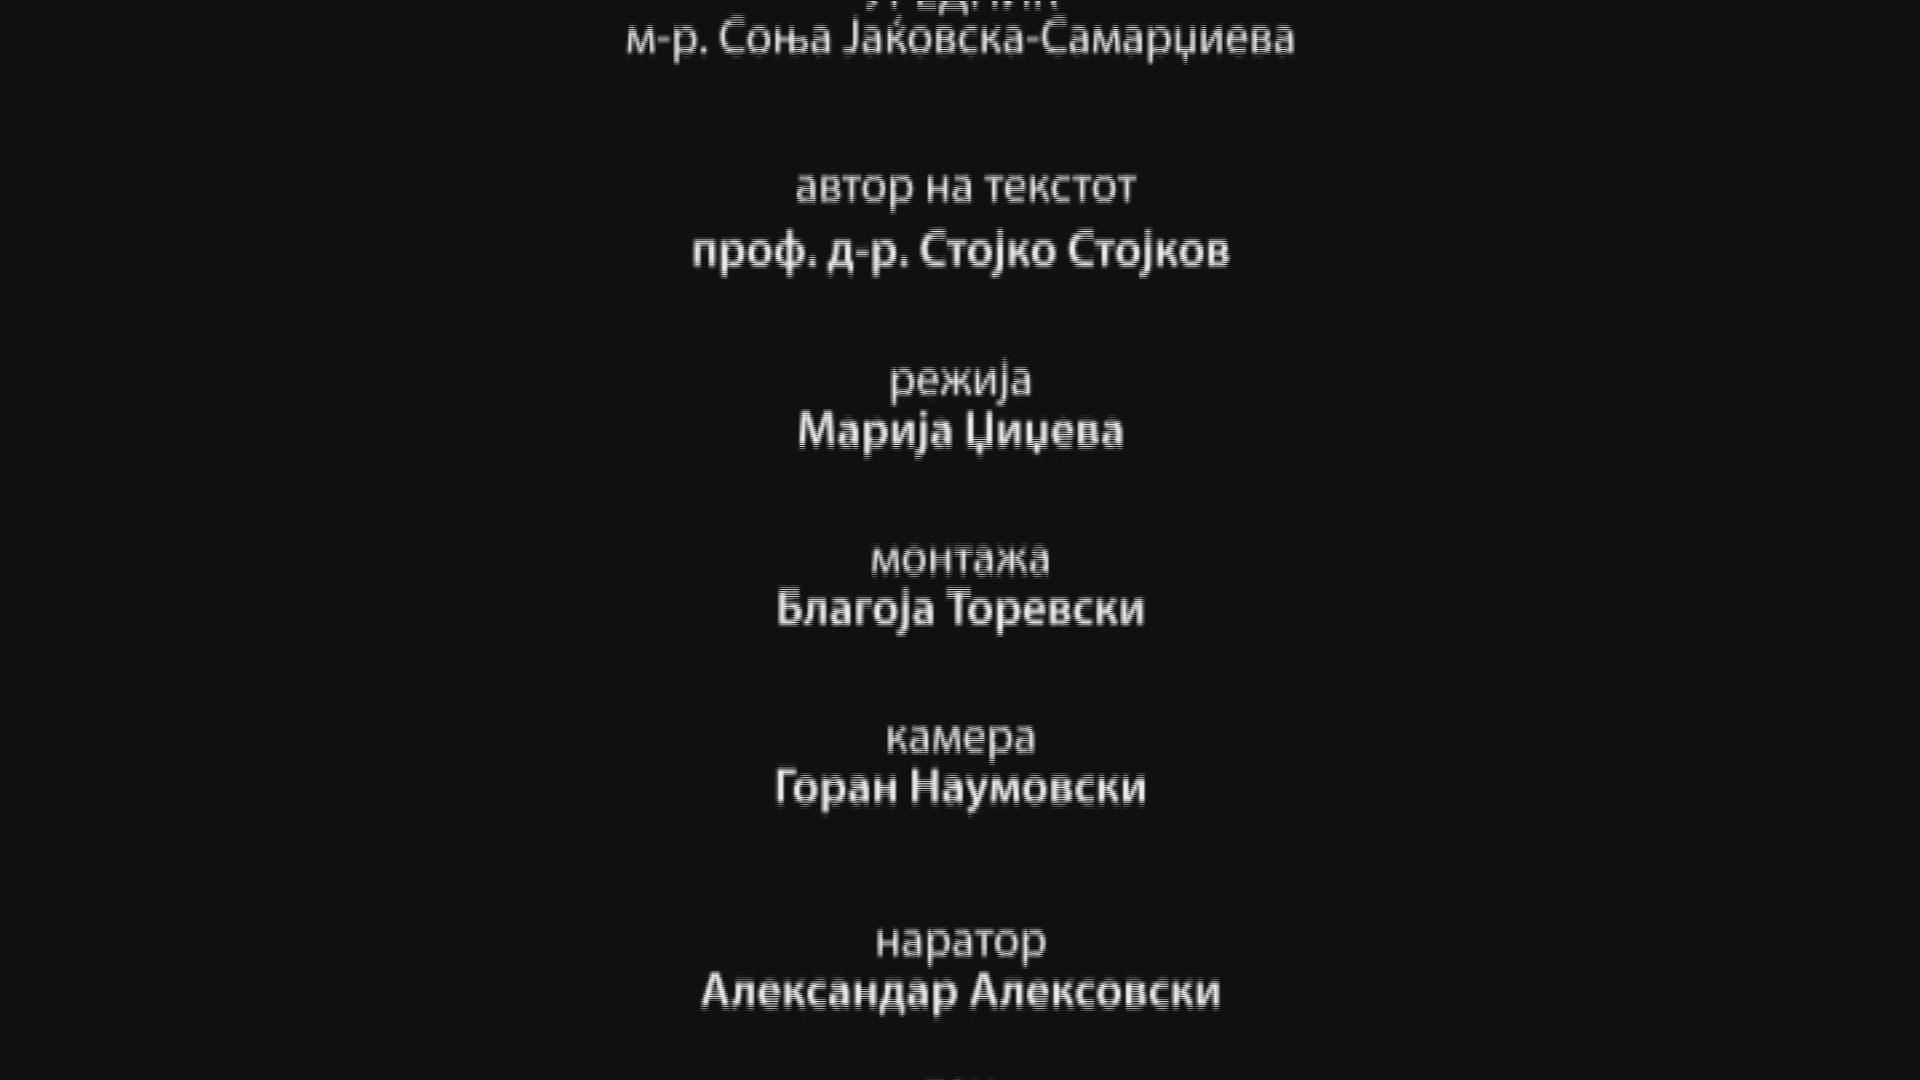 м-р. Соња Јаќовска-Самарџиева
автор на текстот
проф. д-р. Стојко Стојков
режија
Марија Џиџева
монтажа
Благоја Торевски
камера
Горан Наумовски
наратор
Александар Алексовски